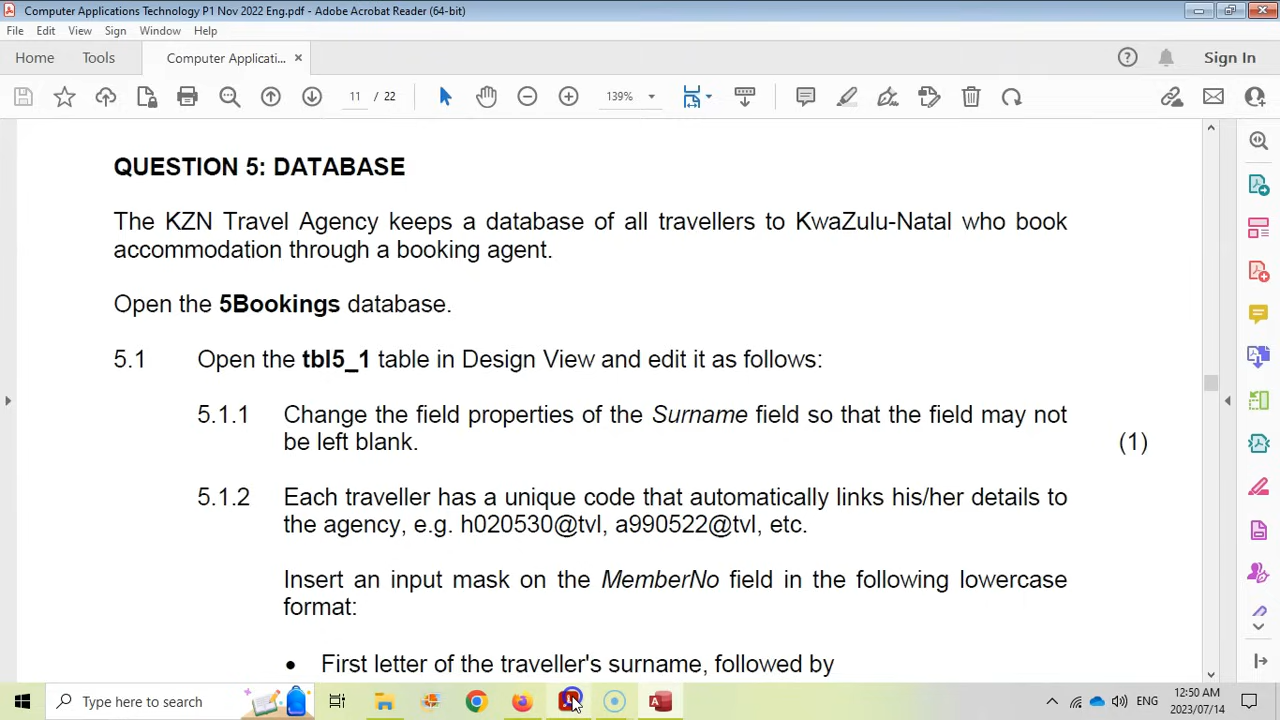 Computer Applications Technology P1 Nov 2022 Eng.pdf - Adobe Acrobat Reader (64-bit)
File Edit View Sign Window Help
Home Tools Computer Applicati... × Sign In
11 / 22 139%
QUESTION 5: DATABASE
The KZN Travel Agency keeps a database of all travellers to KwaZulu-Natal who book
accommodation through a booking agent.
Open the 5Bookings database.
5.1 Open the tbl5_1 table in Design View and edit it as follows:
5.1.1 Change the field properties of the Surname field so that the field may not
be left blank. (1)
5.1.2 Each traveller has a unique code that automatically links his/her details to
the agency, e.g. h020530@tvl, a990522@tvl, etc.
Insert an input mask on the MemberNo field in the following lowercase
format:
• First letter of the traveller's surname, followed by
Type here to search ENG 12:50 AM
2023/07/14